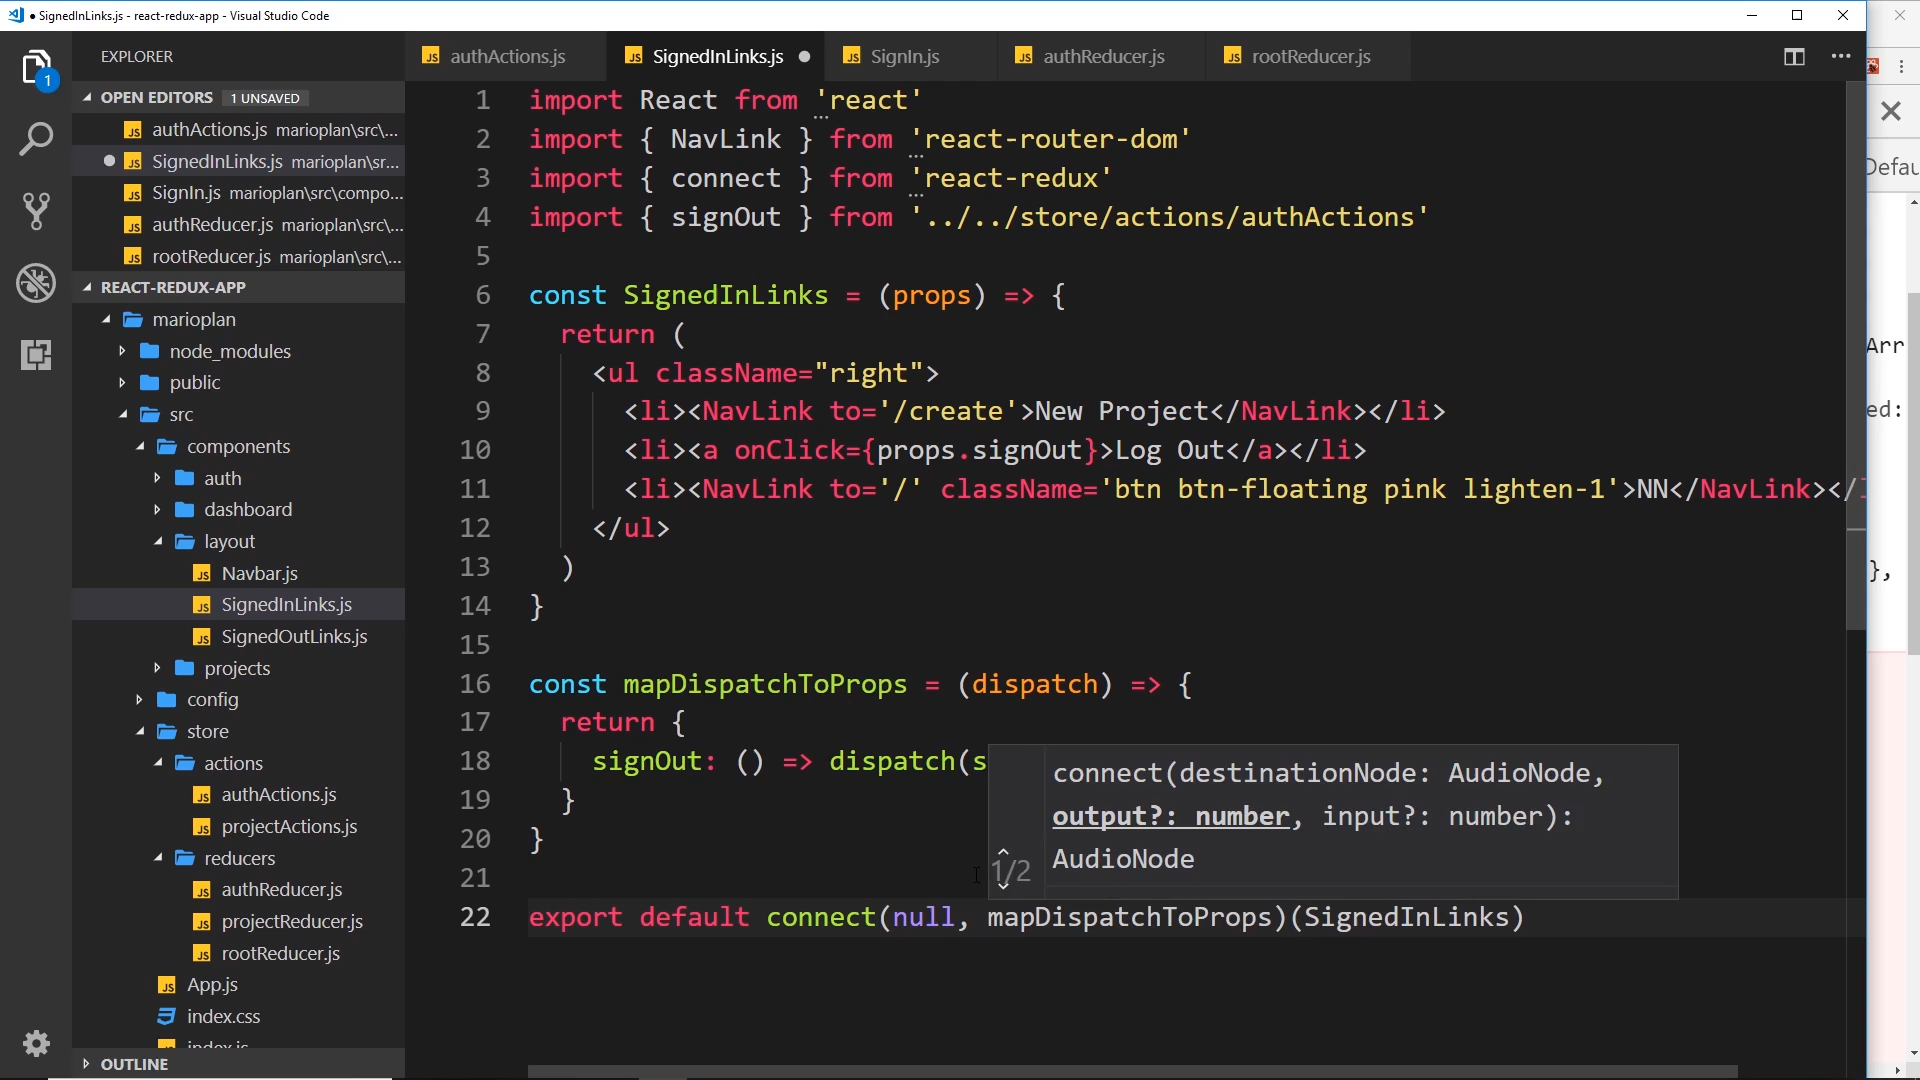 SignedInLinks.js - react-redux-app - Visual Studio Code
EXPLORER
1
OPEN EDITORS 1 UNSAVED
authActions.js marioplan\src\...
SignedInLinks.js marioplan\sr...
SignIn.js marioplan\src\compo...
authReducer.js marioplan\src\...
rootReducer.js marioplan\src\...
REACT-REDUX-APP
marioplan
node_modules
public
src
components
auth
dashboard
layout
Navbar.js
SignedInLinks.js
SignedOutLinks.js
projects
config
store
actions
authActions.js
projectActions.js
reducers
authReducer.js
projectReducer.js
rootReducer.js
App.js
index.css
index.js
OUTLINE
authActions.js SignedInLinks.js SignIn.js authReducer.js rootReducer.js
1 import React from 'react'
2 import { NavLink } from 'react-router-dom'
3 import { connect } from 'react-redux'
4 import { signOut } from '../../store/actions/authActions'
5
6 const SignedInLinks = (props) => {
7 return (
8 <ul className="right">
9 <li><NavLink to='/create'>New Project</NavLink></li>
10 <li><a onClick={props.signOut}>Log Out</a></li>
11 <li><NavLink to='/' className='btn btn-floating pink lighten-1'>NN</NavLink></l
12 </ul>
13 )
14 }
15
16 const mapDispatchToProps = (dispatch) => {
17 return {
18 signOut: () => dispatch(s
19 }
20 }
21
22 export default connect(null, mapDispatchToProps)(SignedInLinks)
connect(destinationNode: AudioNode,
output?: number, input?: number):
AudioNode
1/2
Defau
Arr
ed:
},